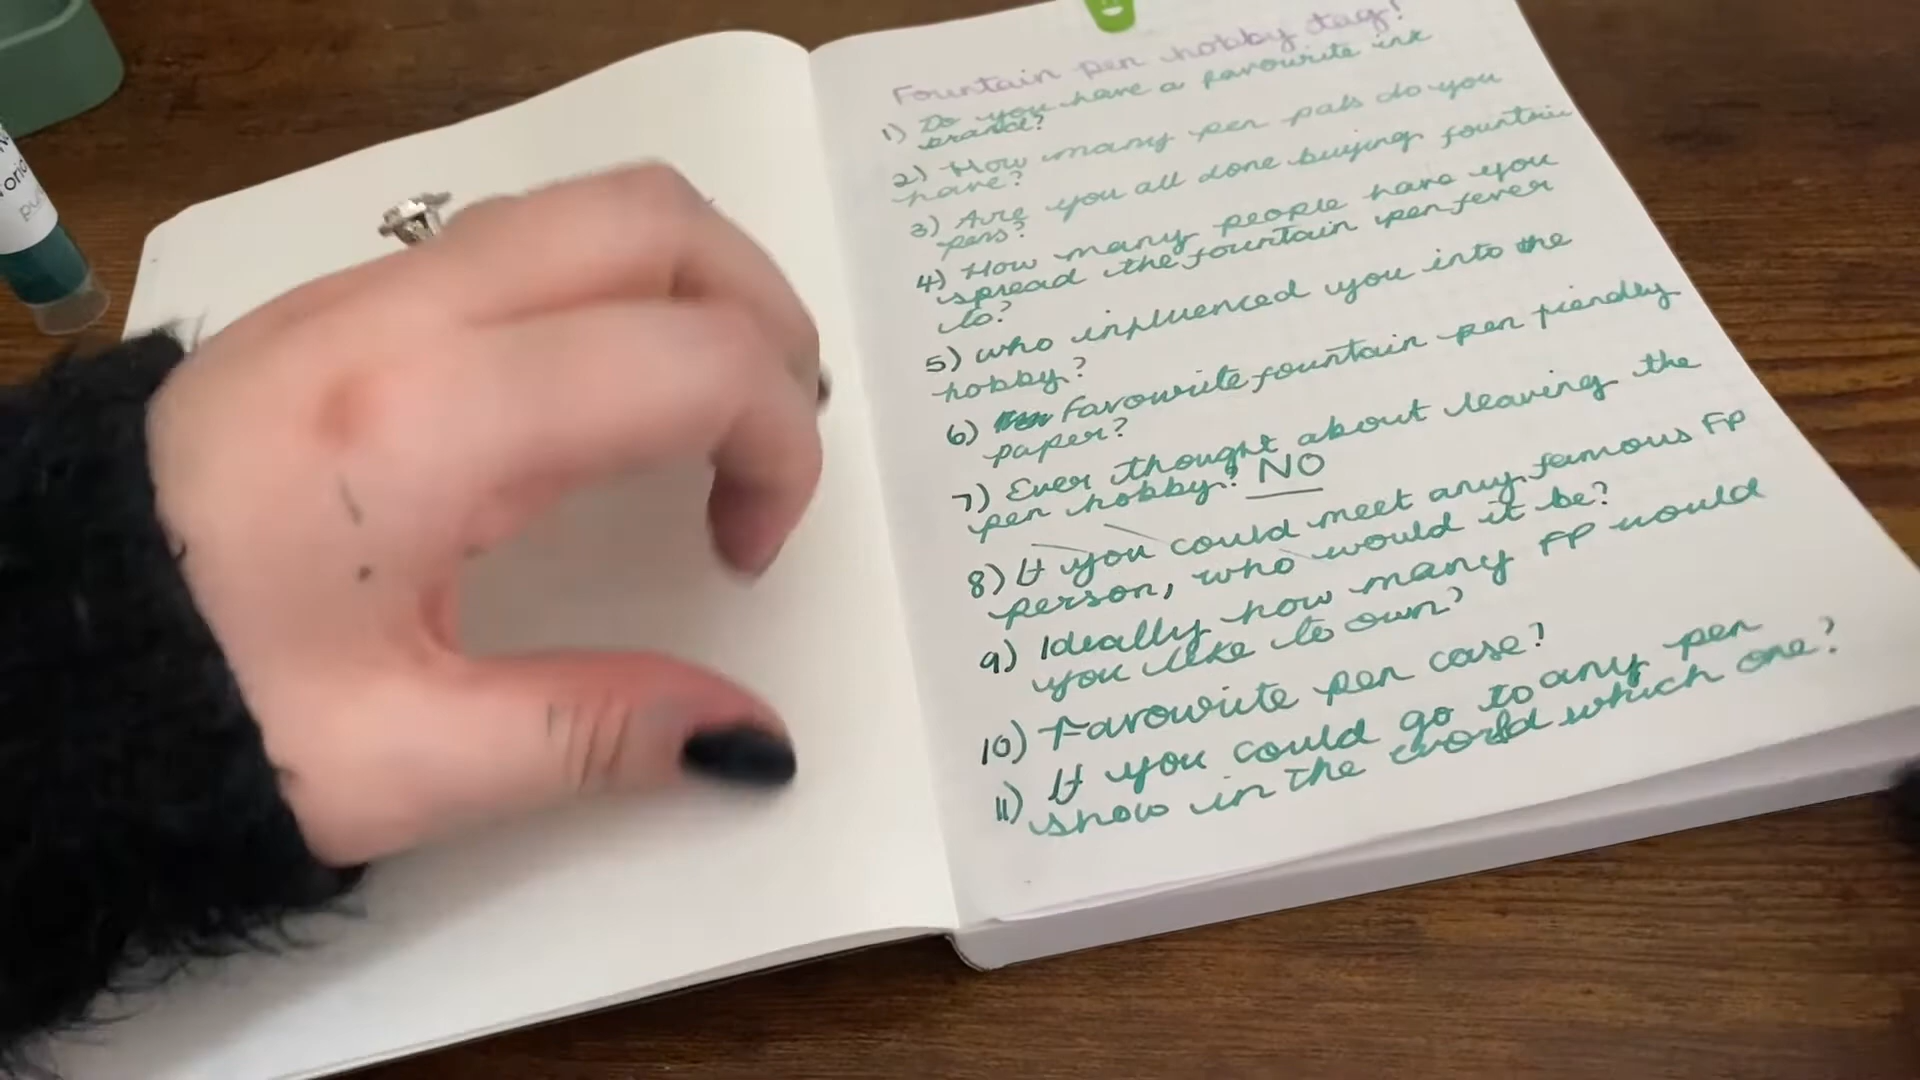 Fountain pen hobby tag!
1) Do you have a favourite ink
brand?
2) How many pen pals do you
have?
3) Are you all done buying fountain
pens?
4) How many people have you
spread the fountain pen fever
to?
5) who influenced you into the
hobby?
6) Favourite fountain pen fiendly
paper?
7) Ever thought about leaving the
pen hobby? NO
8) If you could meet any famous FP
person, who would it be?
9) Ideally how many FP would
you like to own?
10) Favourite pen case?
11) If you could go to any pen
show in the world which one?